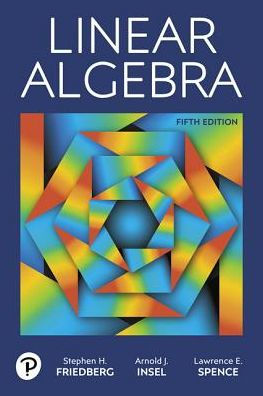 LINEAR
ALGEBRA
FIFTH EDITION
P
Stephen H. Arnold J. Lawrence E.
FRIEDBERG INSEL SPENCE